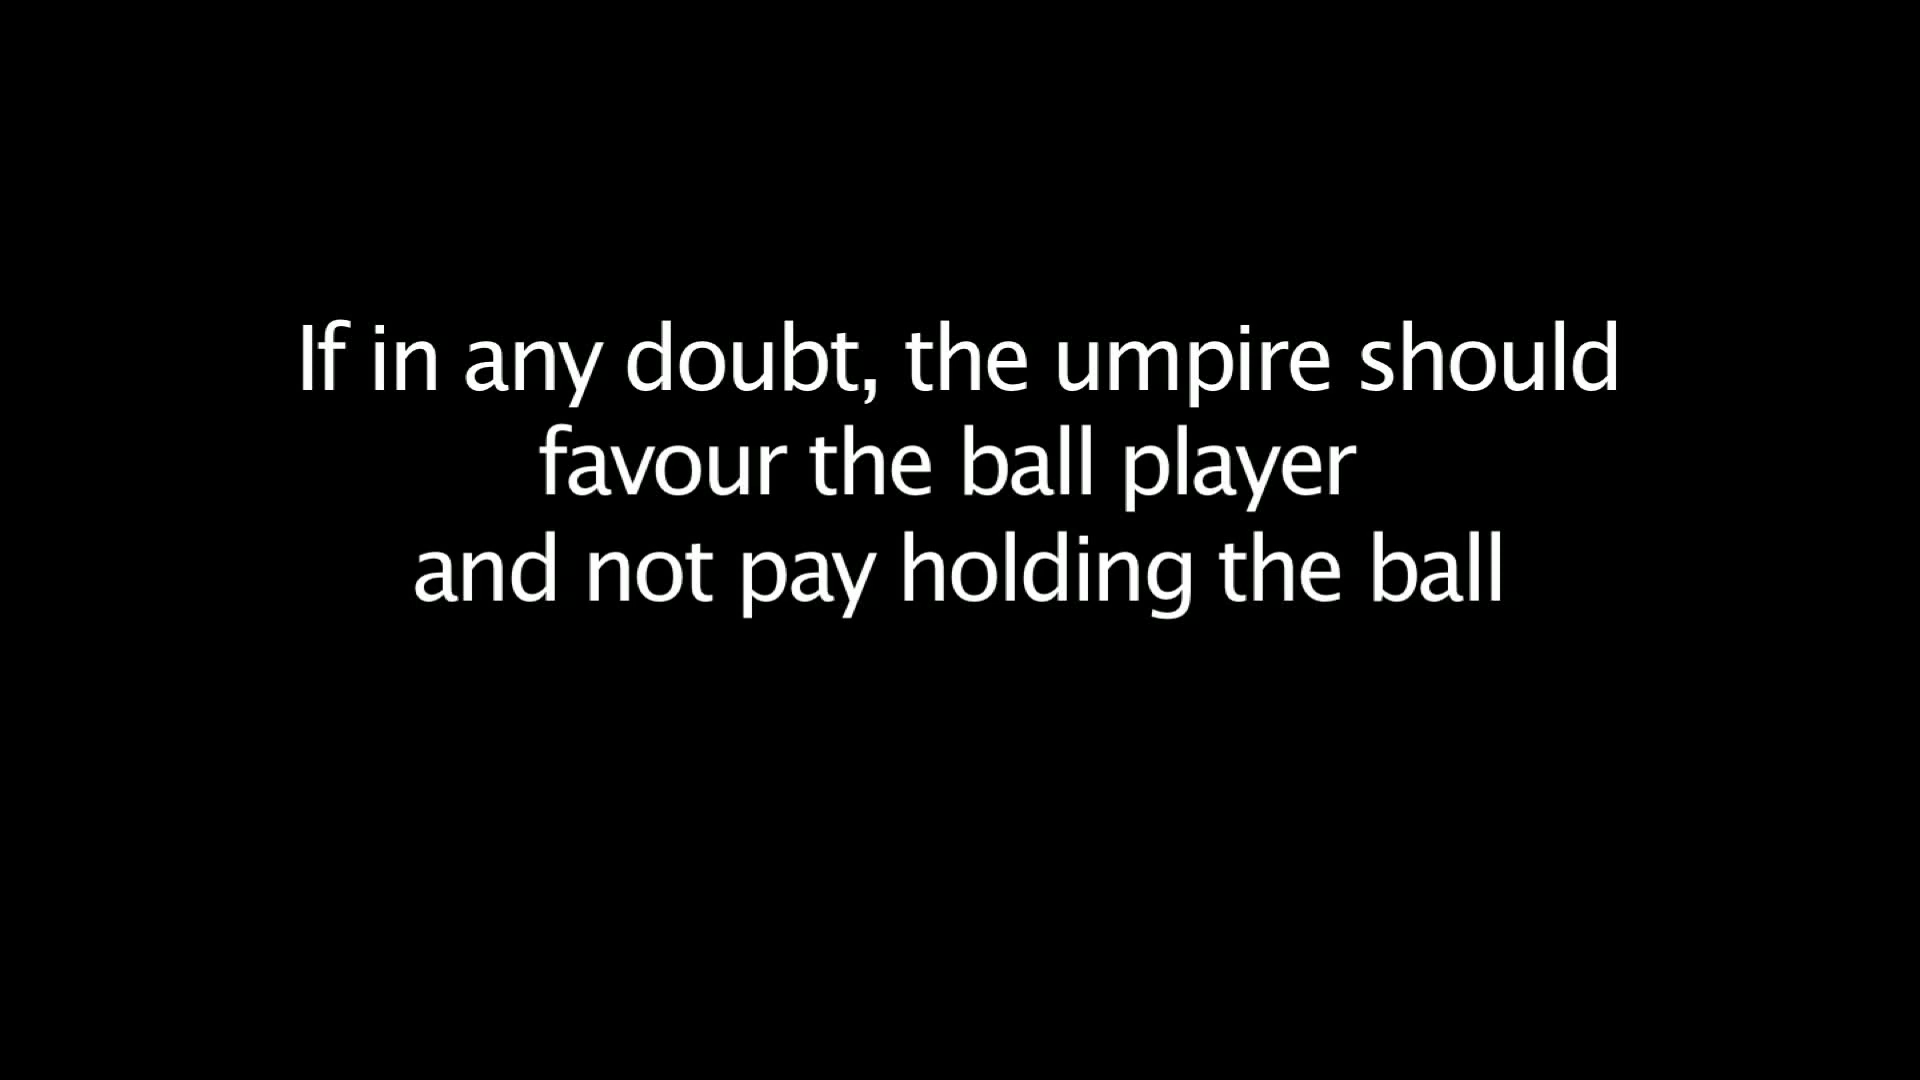 If in any doubt, the umpire should
favour the ball player
and not pay holding the ball